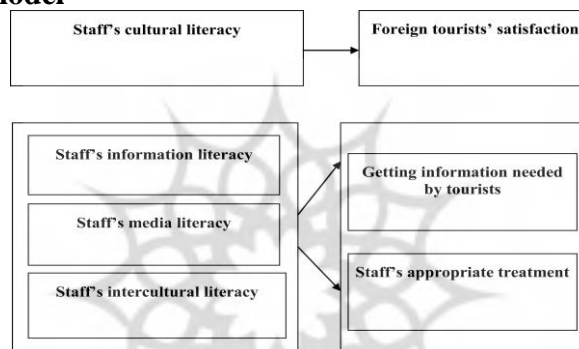 Staff's cultural literacy
Foreign tourists' satisfaction
Staff's information literacy
Staff's media literacy
Staff's intercultural literacy
Getting information needed
by tourists
Staff's appropriate treatment